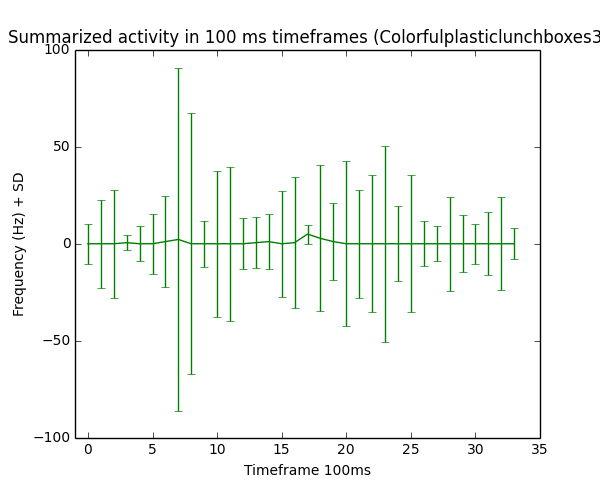 Summarized activity in 100 ms timeframes (Colorfulplasticlunchboxes3
100
50
0
−50
−100
Frequency (Hz) + SD
0 5 10 15 20 25 30 35
Timeframe 100ms